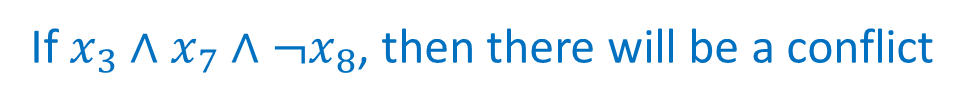 If 𝑥₃ ∧ 𝑥₇ ∧ ¬𝑥₈, then there will be a conflict